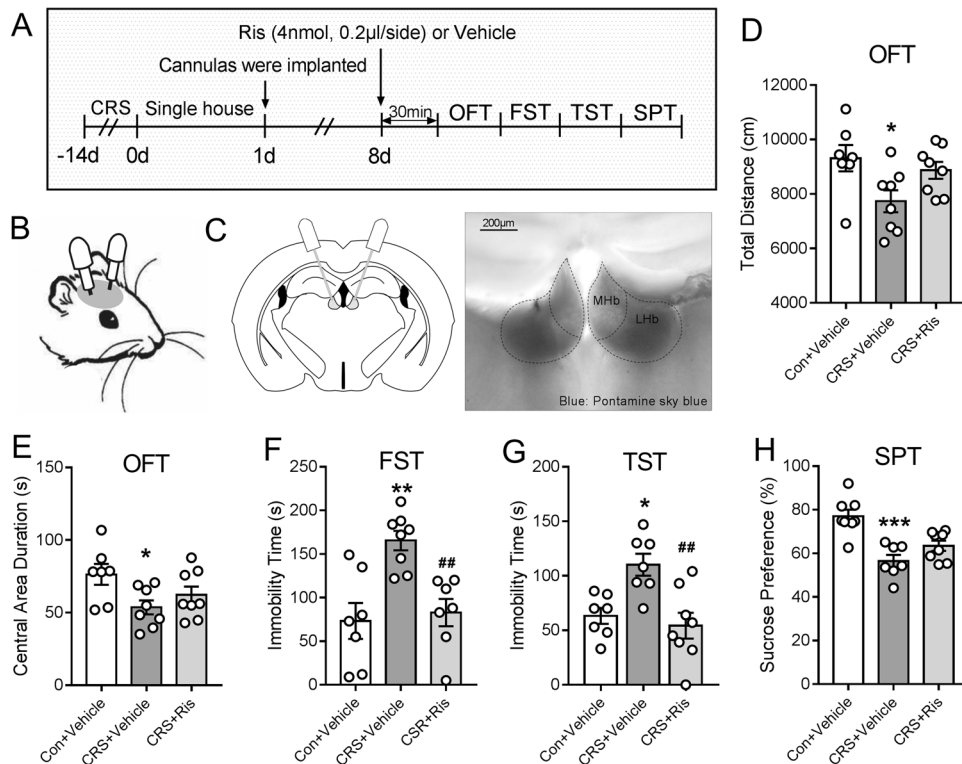 A
Ris (4nmol, 0.2µl/side) or Vehicle
Cannulas were implanted
CRS
Single house
30min
OFT
FST
TST
SPT
-14d
0d
1d
8d
B
C
200µm
MHb
LHb
Blue: Pontamine sky blue
D
OFT
Total Distance (cm)
12000
10000
8000
6000
4000
*
Con+Vehicle
CRS+Vehicle
CRS+Ris
E
OFT
Central Area Duration (s)
150
100
50
0
*
Con+Vehicle
CRS+Vehicle
CRS+Ris
F
FST
Immobility Time (s)
250
200
150
100
50
0
**
##
Con+Vehicle
CRS+Vehicle
CSR+Ris
G
TST
Immobility Time (s)
200
150
100
50
0
*
##
Con+Vehicle
CRS+Vehicle
CRS+Ris
H
SPT
Sucrose Preference (%)
100
80
60
40
20
0
***
Con+Vehicle
CRS+Vehicle
CRS+Ris